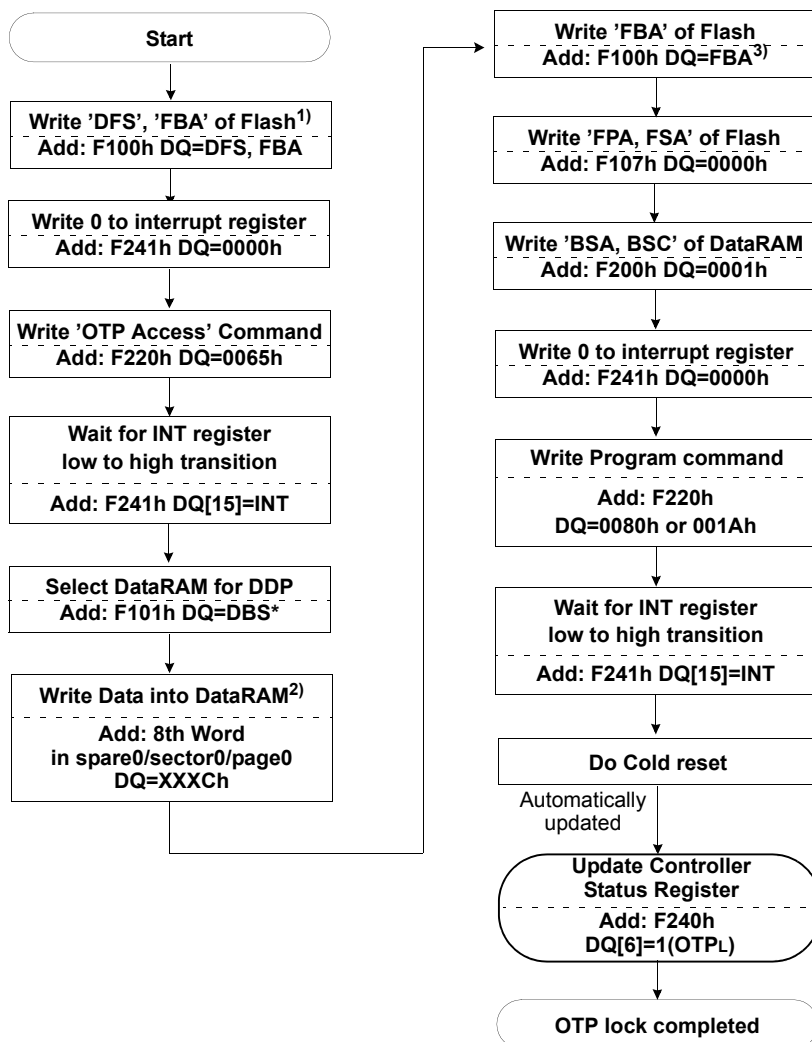 Start
Write ’DFS’, ’FBA’ of Flash1)
Add: F100h DQ=DFS, FBA
Write 0 to interrupt register
Add: F241h DQ=0000h
Write ’OTP Access’ Command
Add: F220h DQ=0065h
Wait for INT register
low to high transition
Add: F241h DQ[15]=INT
Select DataRAM for DDP
Add: F101h DQ=DBS*
Write Data into DataRAM2)
Add: 8th Word
in spare0/sector0/page0
DQ=XXXCh
Write ’FBA’ of Flash
Add: F100h DQ=FBA3)
Write ’FPA, FSA’ of Flash
Add: F107h DQ=0000h
Write ’BSA, BSC’ of DataRAM
Add: F200h DQ=0001h
Write 0 to interrupt register
Add: F241h DQ=0000h
Write Program command
Add: F220h
DQ=0080h or 001Ah
Wait for INT register
low to high transition
Add: F241h DQ[15]=INT
Do Cold reset
Automatically
updated
Update Controller
Status Register
Add: F240h
DQ[6]=1(OTPL)
OTP lock completed